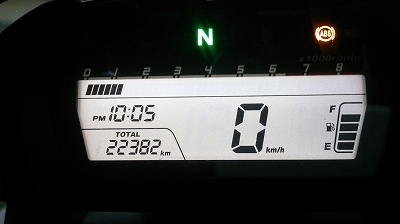 N
ABS
x1000r/min
0 1 2 3 4 5 6 7 8
PM 10:05
TOTAL
22382 km
0 km/h
F
E